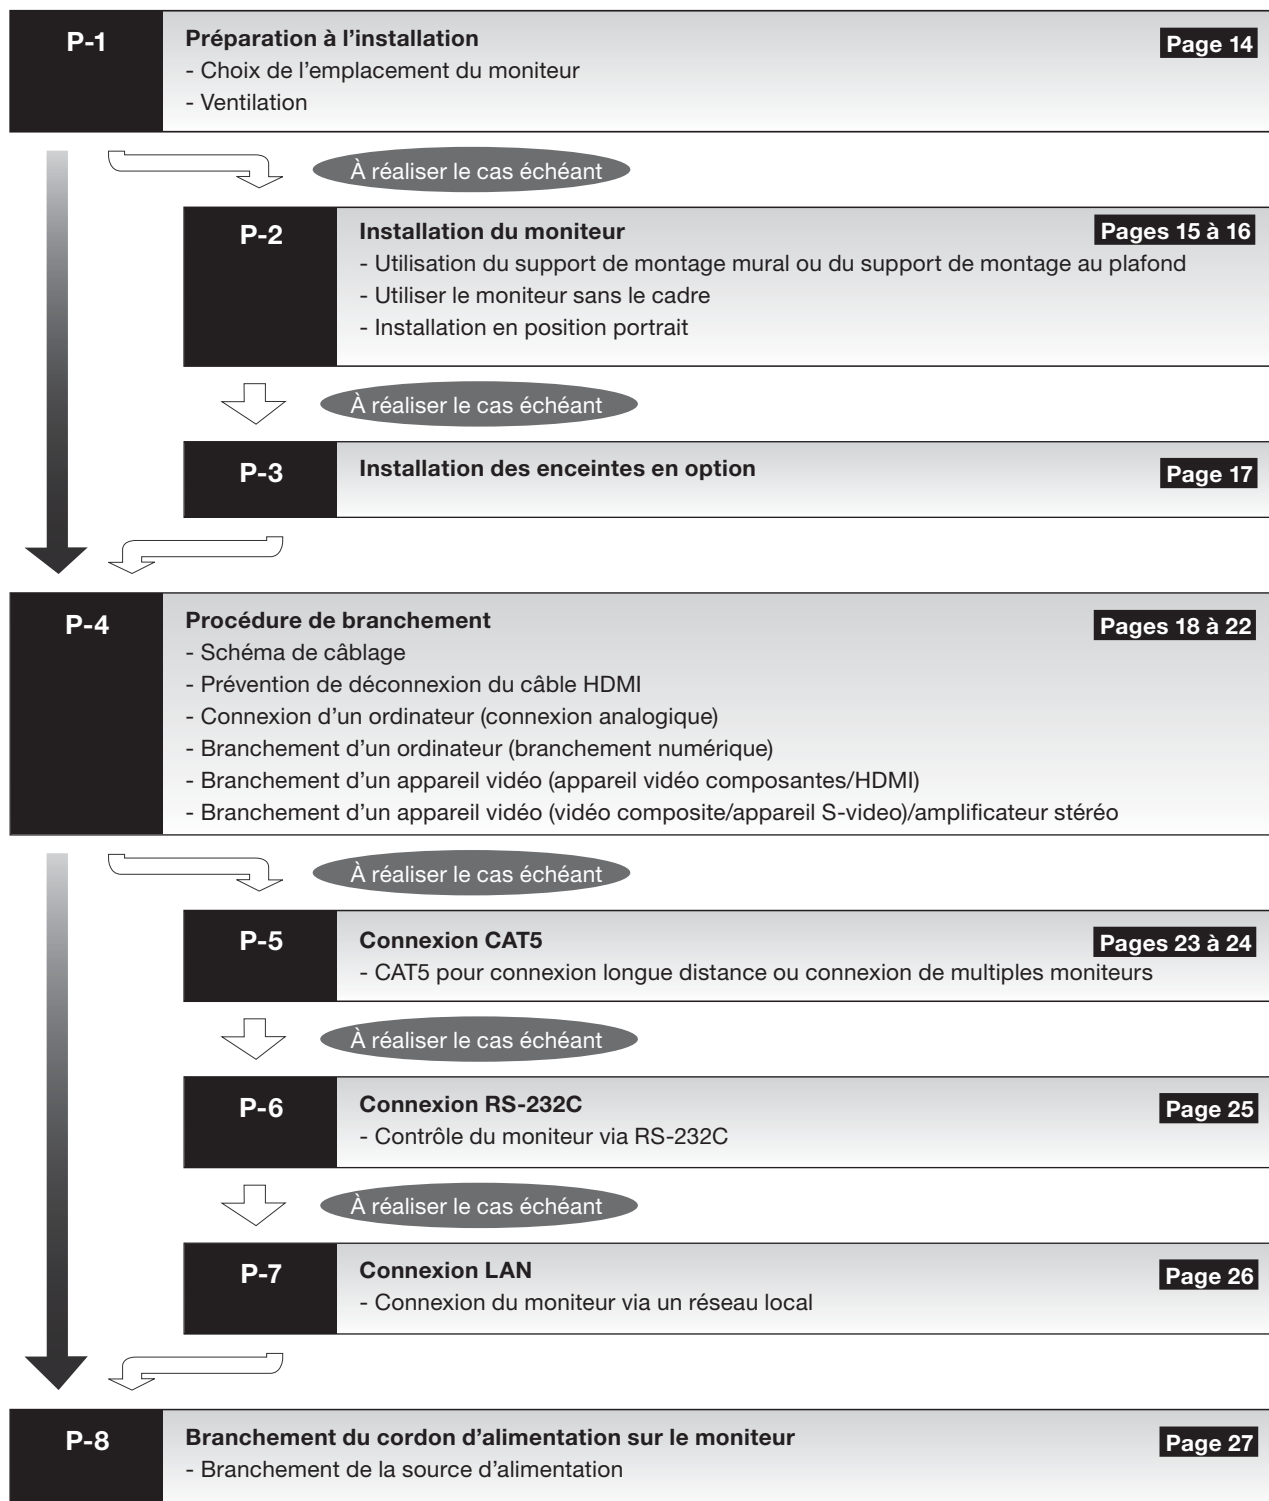 P-1
Préparation à l’installation
Page 14
- Choix de l’emplacement du moniteur
- Ventilation
À réaliser le cas échéant
P-2
Installation du moniteur
Pages 15 à 16
- Utilisation du support de montage mural ou du support de montage au plafond
- Utiliser le moniteur sans le cadre
- Installation en position portrait
À réaliser le cas échéant
P-3
Installation des enceintes en option
Page 17
P-4
Procédure de branchement
Pages 18 à 22
- Schéma de câblage
- Prévention de déconnexion du câble HDMI
- Connexion d’un ordinateur (connexion analogique)
- Branchement d’un ordinateur (branchement numérique)
- Branchement d’un appareil vidéo (appareil vidéo composantes/HDMI)
- Branchement d’un appareil vidéo (vidéo composite/appareil S-video)/amplificateur stéréo
À réaliser le cas échéant
P-5
Connexion CAT5
Pages 23 à 24
- CAT5 pour connexion longue distance ou connexion de multiples moniteurs
À réaliser le cas échéant
P-6
Connexion RS-232C
Page 25
- Contrôle du moniteur via RS-232C
À réaliser le cas échéant
P-7
Connexion LAN
Page 26
- Connexion du moniteur via un réseau local
P-8
Branchement du cordon d’alimentation sur le moniteur
Page 27
- Branchement de la source d’alimentation